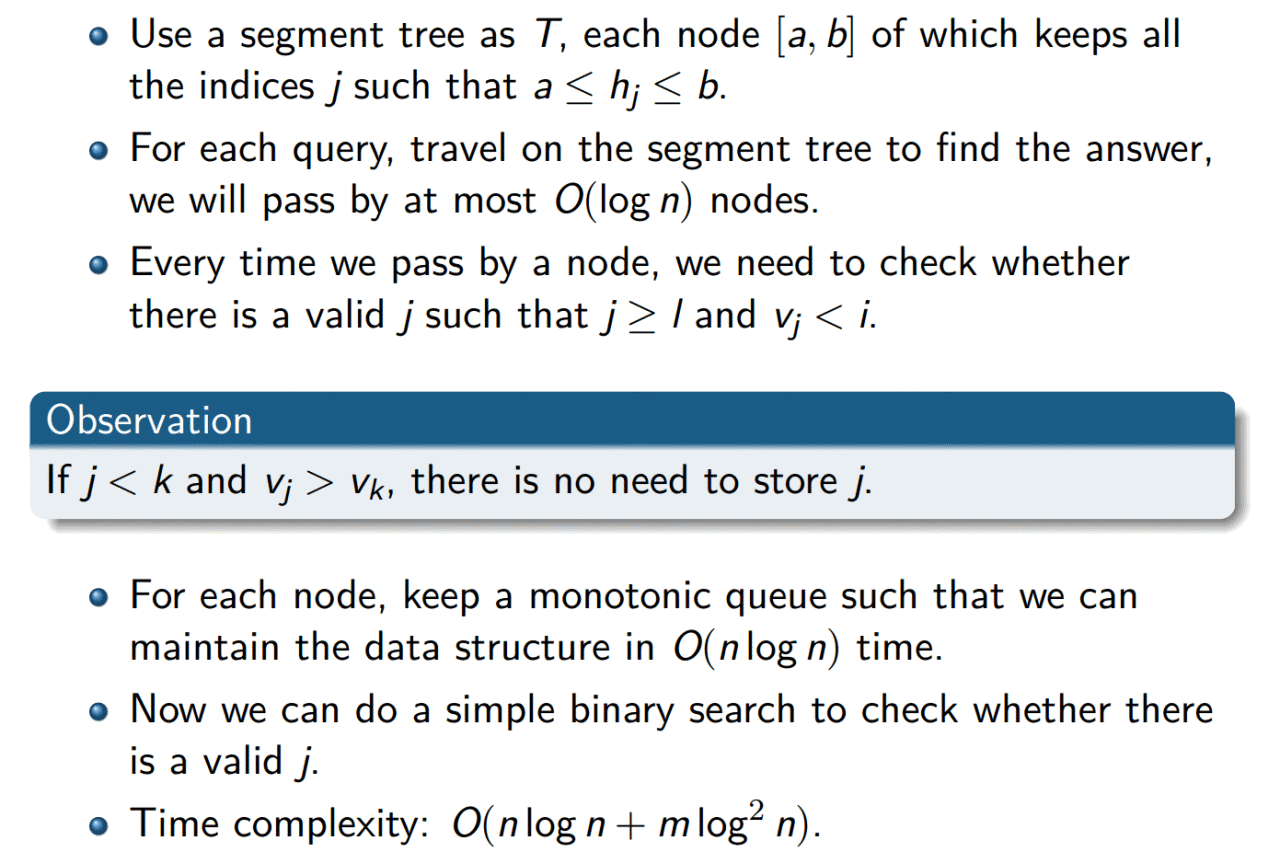 Use a segment tree as T, each node [a, b] of which keeps all
the indices j such that a ≤ h_j ≤ b.
For each query, travel on the segment tree to find the answer,
we will pass by at most O(log n) nodes.
Every time we pass by a node, we need to check whether
there is a valid j such that j ≥ l and v_j < i.
Observation
If j < k and v_j > v_k, there is no need to store j.
For each node, keep a monotonic queue such that we can
maintain the data structure in O(n log n) time.
Now we can do a simple binary search to check whether there
is a valid j.
Time complexity: O(n log n + m log² n).